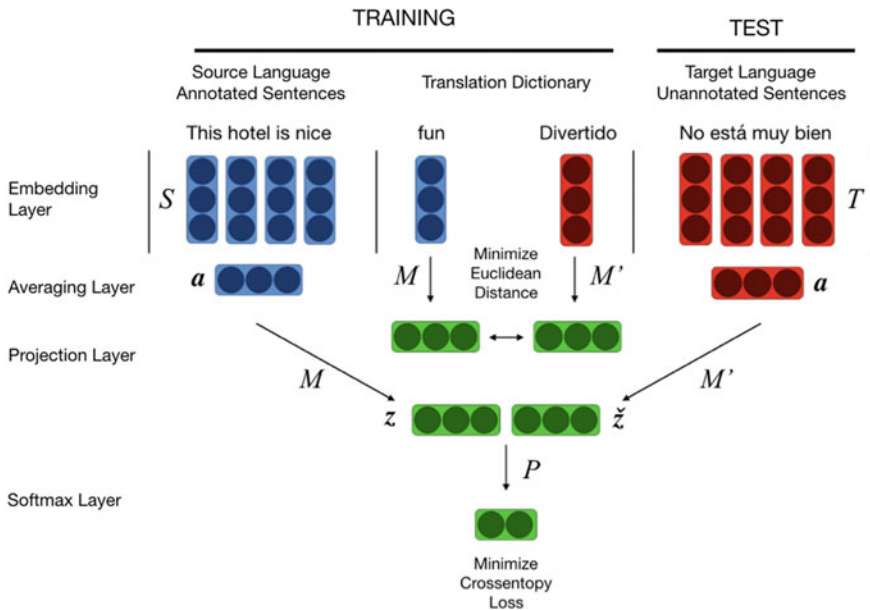 TRAINING
TEST
Source Language
Annotated Sentences
Translation Dictionary
Target Language
Unannotated Sentences
This hotel is nice
fun
Divertido
No está muy bien
Embedding
Layer
S
T
Averaging Layer
a
M
Minimize
Euclidean
Distance
M’
a
Projection Layer
M
M’
z
ž
P
Softmax Layer
Minimize
Crossentopy
Loss